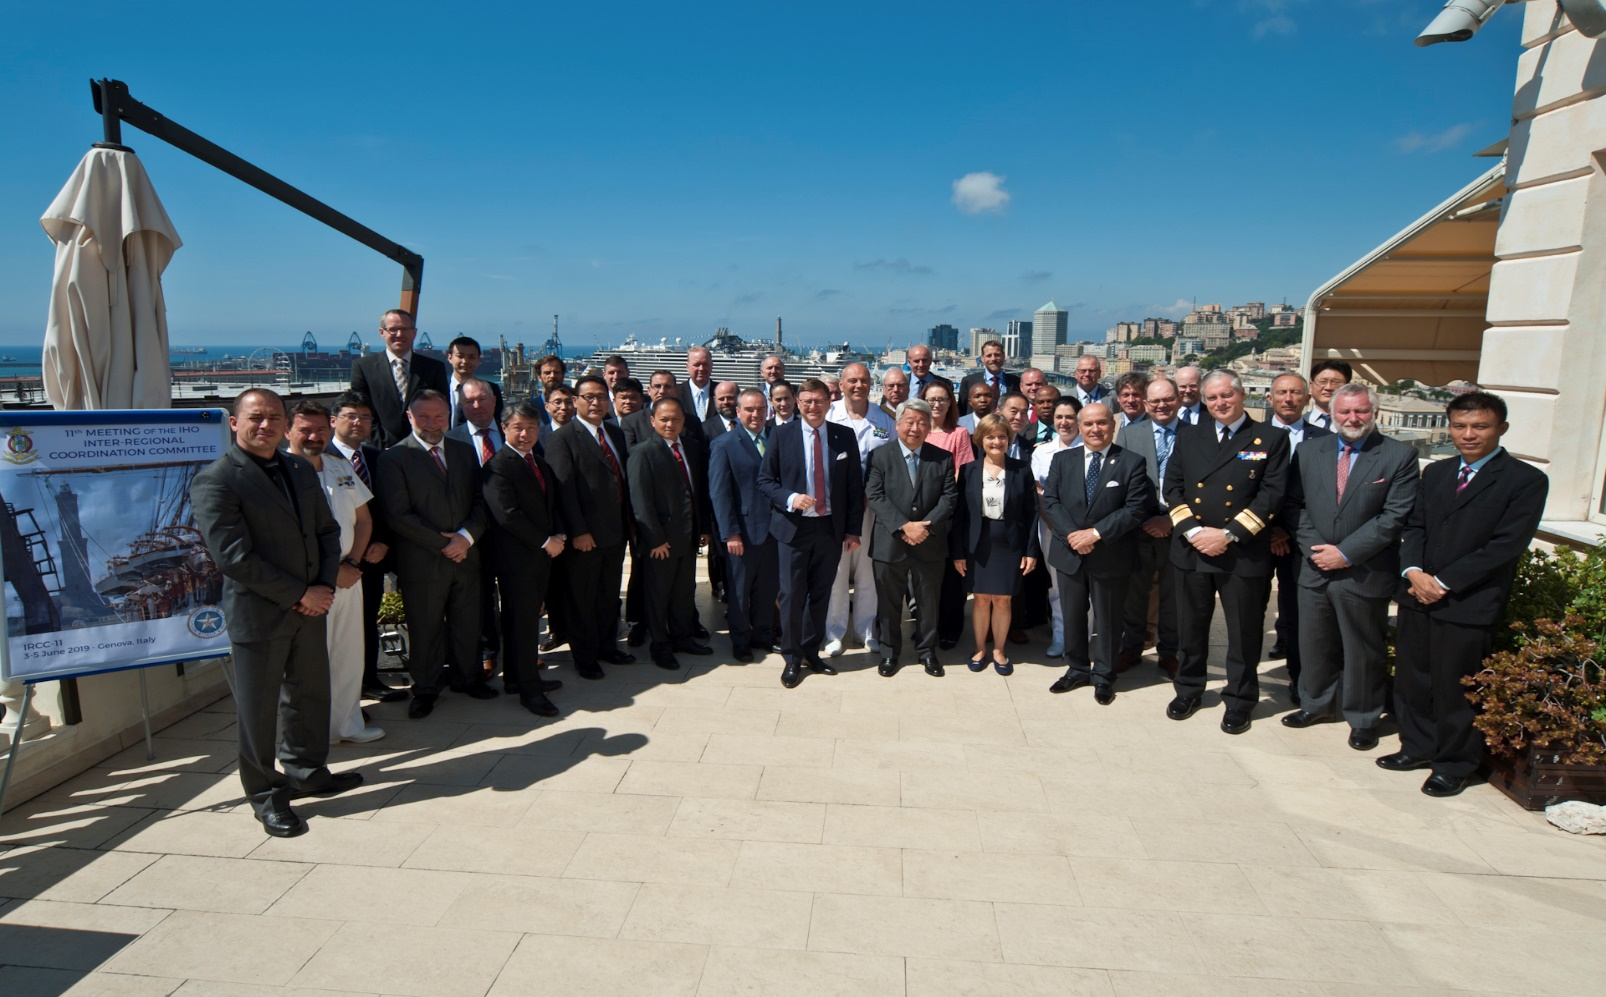 11th MEETING OF THE IHO
INTER-REGIONAL
COORDINATION COMMITTEE
IRCC-11
3-5 June 2019 - Genova, Italy